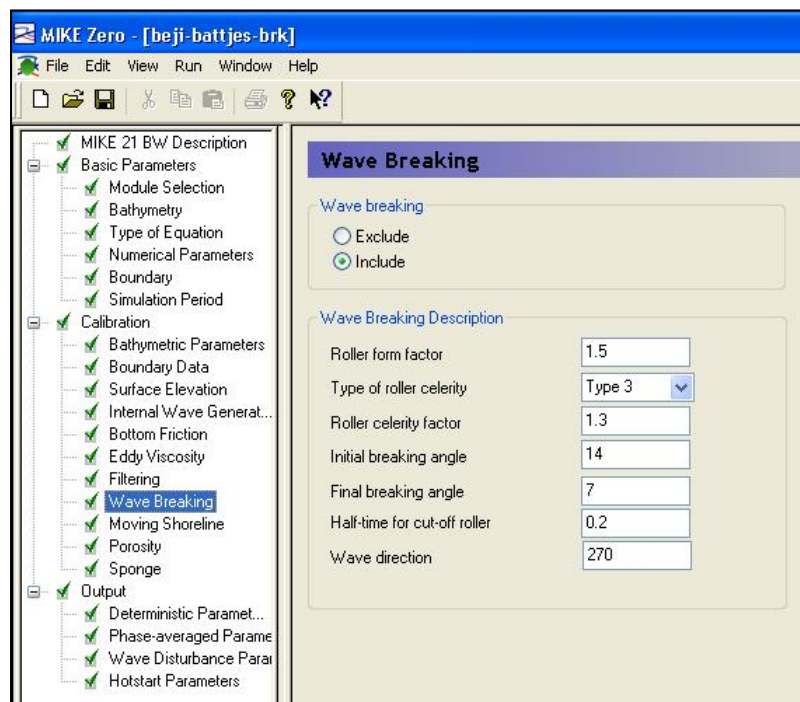 MIKE Zero - [beji-battjes-brk]
File Edit View Run Window Help
MIKE 21 BW Description
Basic Parameters
Module Selection
Bathymetry
Type of Equation
Numerical Parameters
Boundary
Simulation Period
Calibration
Bathymetric Parameters
Boundary Data
Surface Elevation
Internal Wave Generat...
Bottom Friction
Eddy Viscosity
Filtering
Wave Breaking
Moving Shoreline
Porosity
Sponge
Output
Deterministic Paramet...
Phase-averaged Parame
Wave Disturbance Para
Hotstart Parameters
Wave Breaking
Wave breaking
Exclude
Include
Wave Breaking Description
Roller form factor 1.5
Type of roller celerity Type 3
Roller celerity factor 1.3
Initial breaking angle 14
Final breaking angle 7
Half-time for cut-off roller 0.2
Wave direction 270